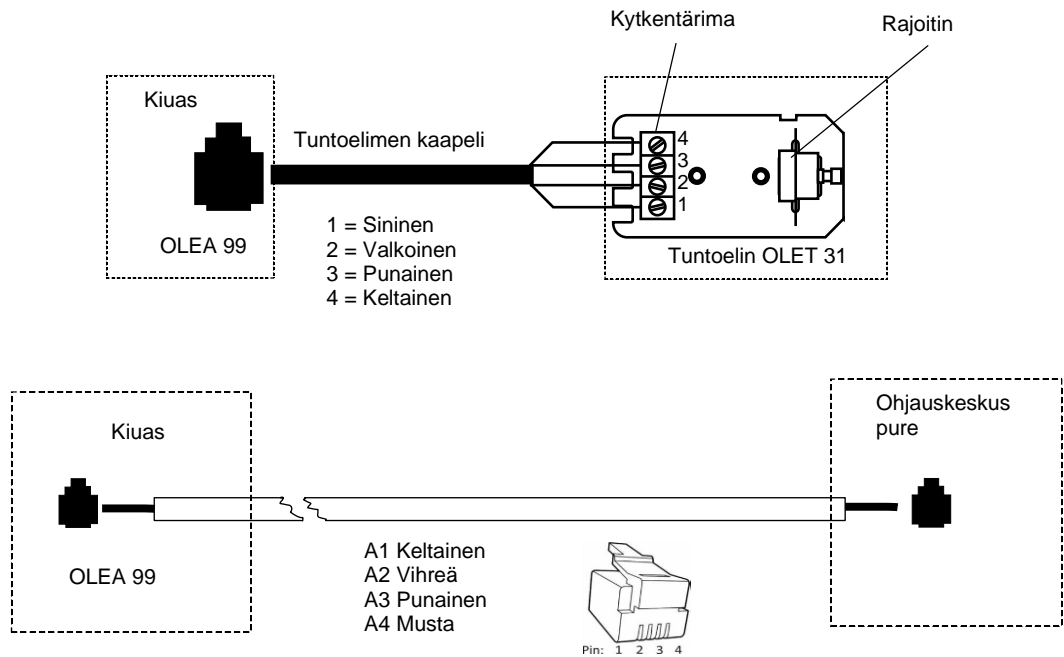 Kytkentärima
Rajoitin
Kiuas
Tuntoelimen kaapeli
4
3
2
1
OLEA 99
1 = Sininen
2 = Valkoinen
3 = Punainen
4 = Keltainen
Tuntoelin OLET 31
Kiuas
Ohjauskeskus
pure
OLEA 99
A1 Keltainen
A2 Vihreä
A3 Punainen
A4 Musta
Pin: 1 2 3 4